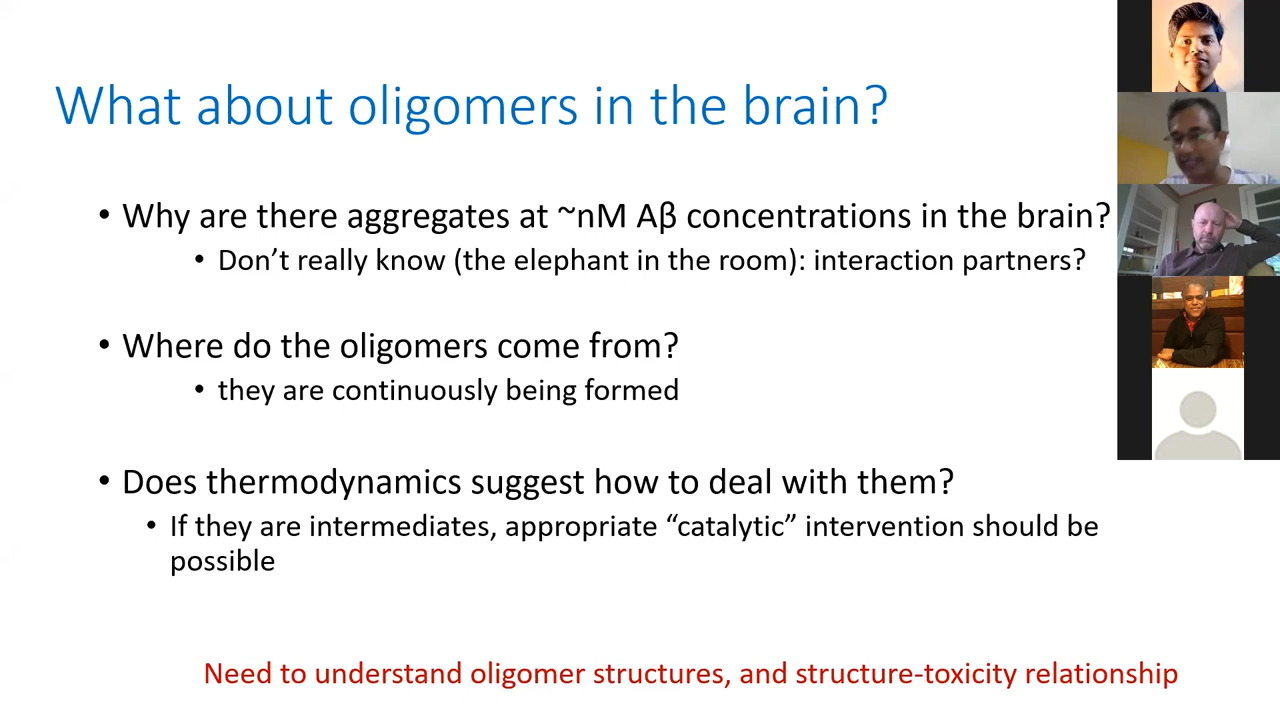 What about oligomers in the brain?
• Why are there aggregates at ~nM Aβ concentrations in the brain?
• Don’t really know (the elephant in the room): interaction partners?
• Where do the oligomers come from?
• they are continuously being formed
• Does thermodynamics suggest how to deal with them?
• If they are intermediates, appropriate “catalytic” intervention should be
possible
Need to understand oligomer structures, and structure-toxicity relationship